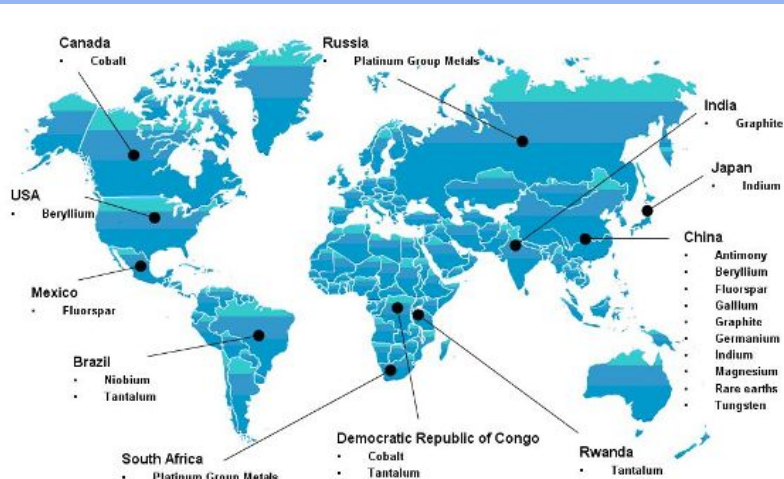 Canada
• Cobalt
Russia
• Platinum Group Metals
India
• Graphite
Japan
• Indium
USA
• Beryllium
China
• Antimony
• Beryllium
• Fluorspar
• Gallium
• Graphite
• Germanium
• Indium
• Magnesium
• Rare earths
• Tungsten
Mexico
• Fluorspar
Brazil
• Niobium
• Tantalum
South Africa
• Platinum Group Metals
Democratic Republic of Congo
• Cobalt
• Tantalum
Rwanda
• Tantalum